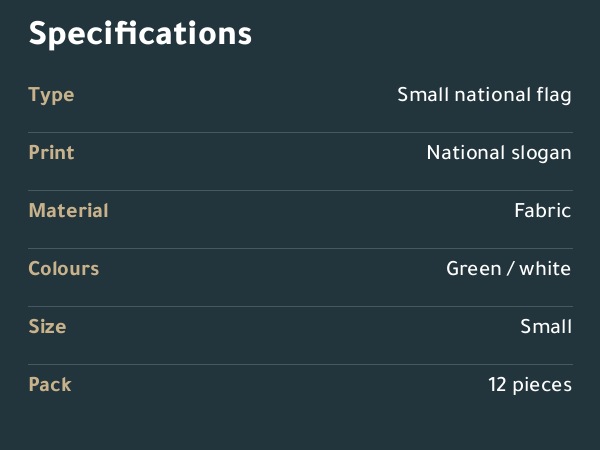 Specifications
Type Small national flag
Print National slogan
Material Fabric
Colours Green / white
Size Small
Pack 12 pieces